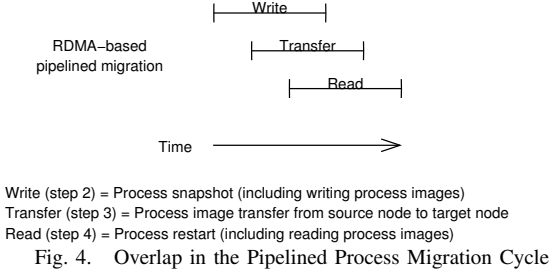 Write
RDMA−based
pipelined migration
Transfer
Read
Time
Write (step 2) = Process snapshot (including writing process images)
Transfer (step 3) = Process image transfer from source node to target node
Read (step 4) = Process restart (including reading process images)
Fig. 4. Overlap in the Pipelined Process Migration Cycle